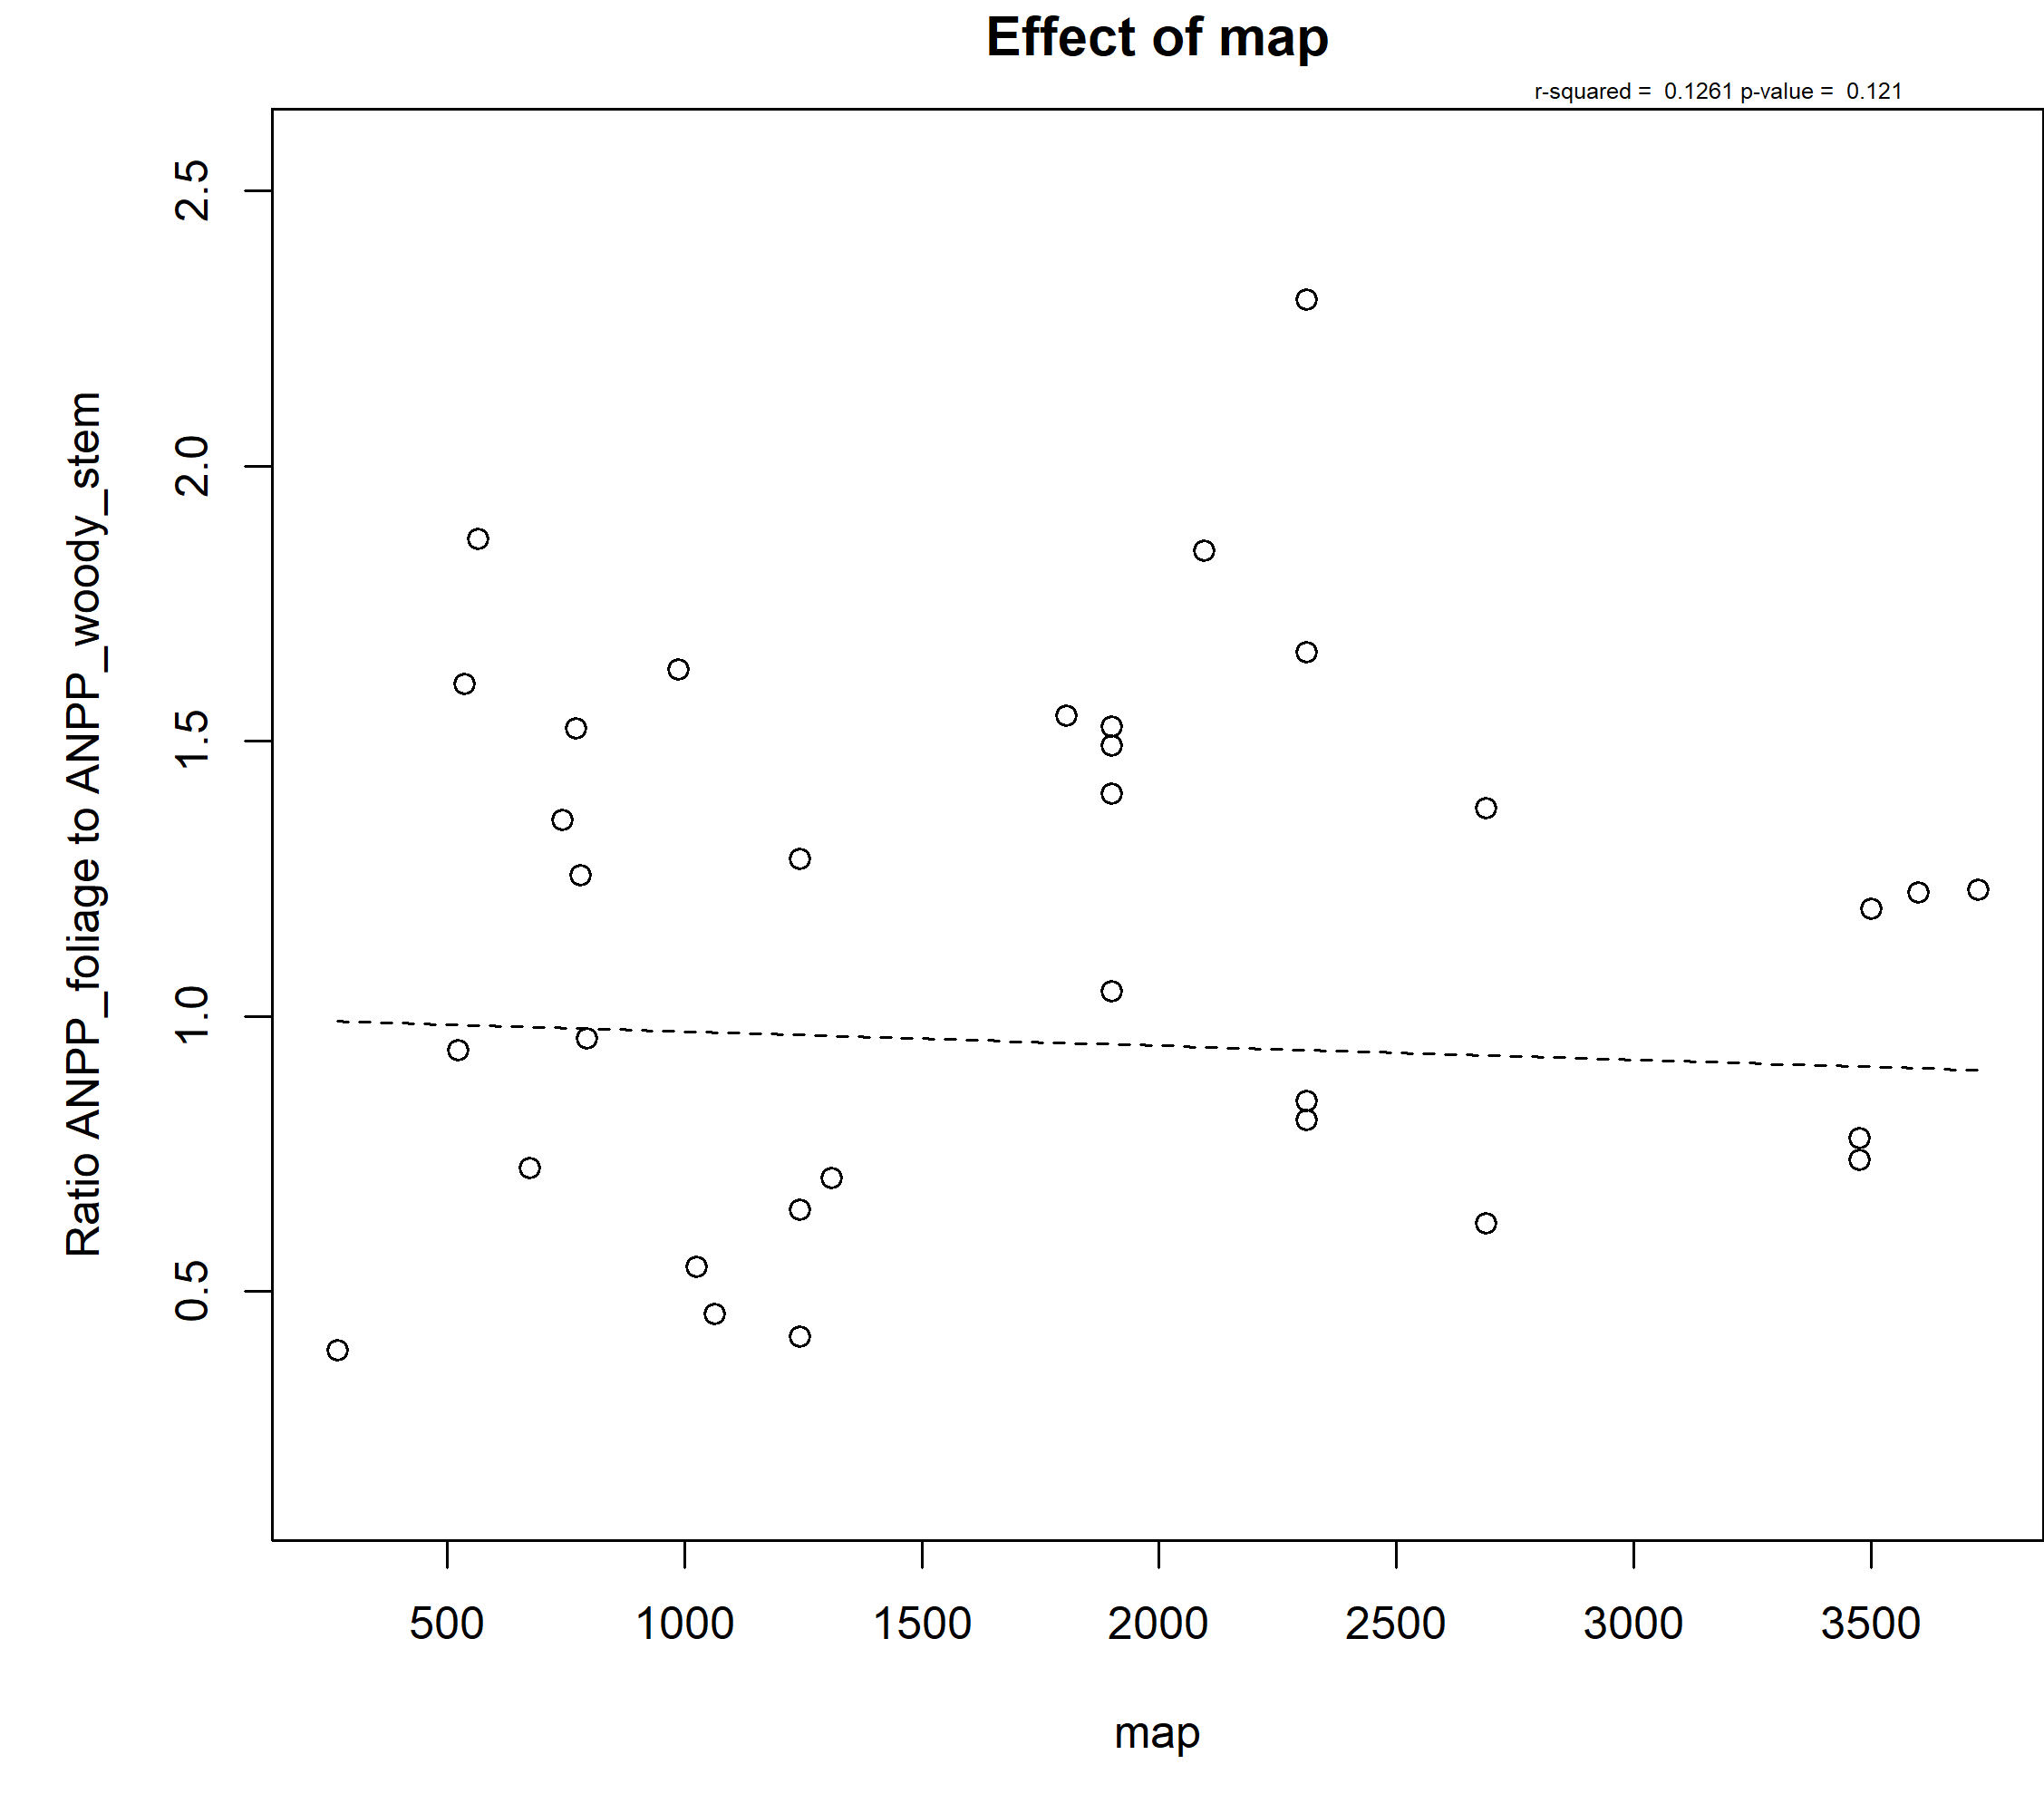 Effect of map
r-squared =  0.1261 p-value =  0.121
Ratio ANPP_foliage to ANPP_woody_stem
2.5
2.0
1.5
1.0
0.5
500 1000 1500 2000 2500 3000 3500
map